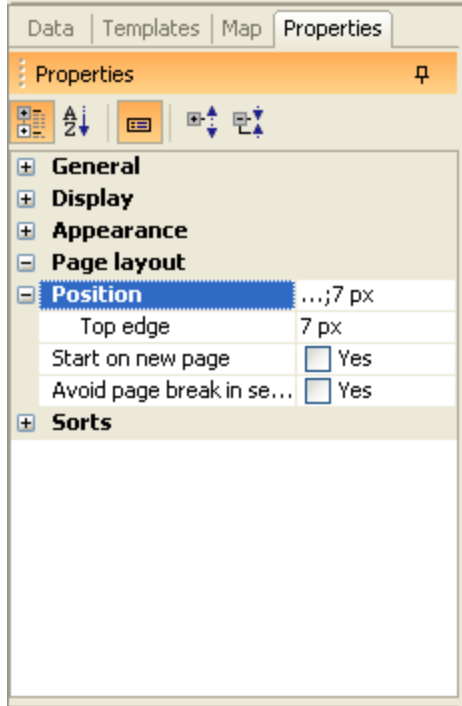 Data Templates Map Properties
Properties
A
Z
General
Display
Appearance
Page layout
Position ...;7 px
Top edge 7 px
Start on new page Yes
Avoid page break in se... Yes
Sorts